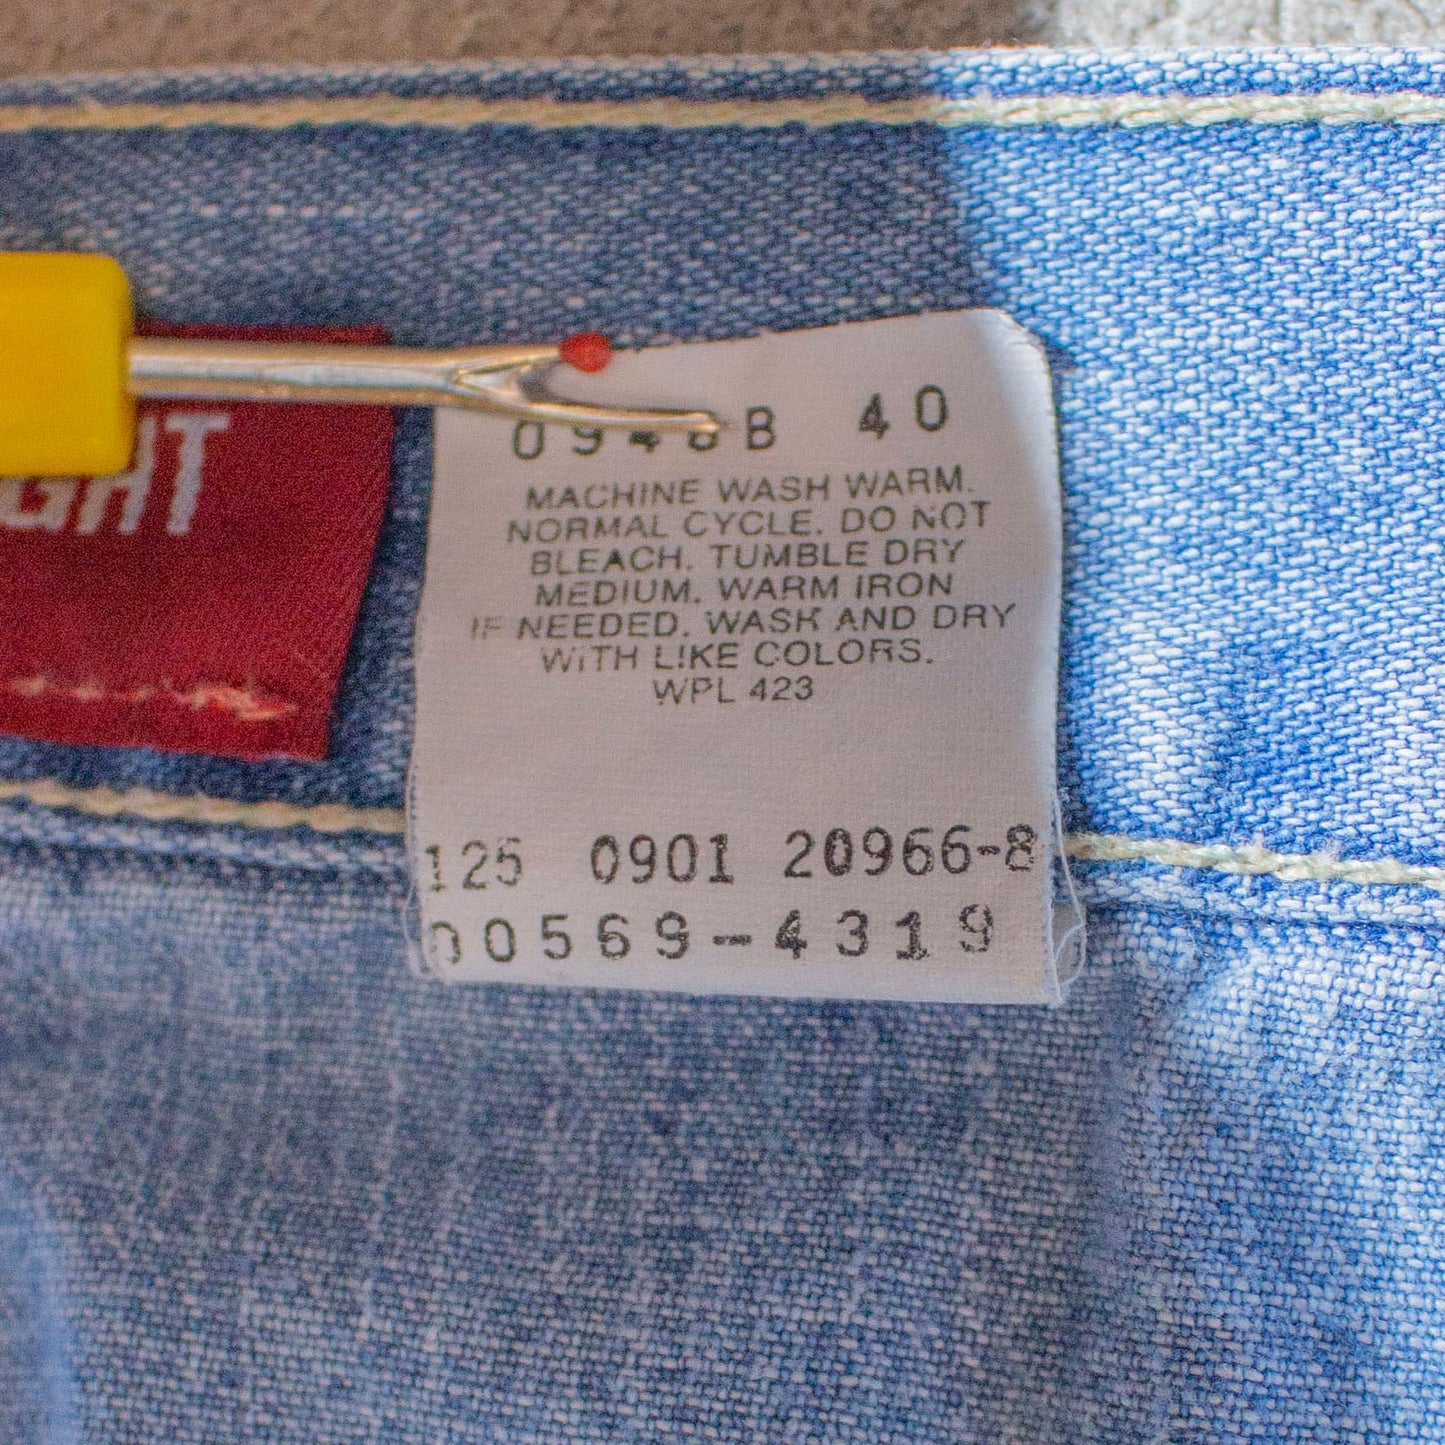 GHT
B 40
MACHINE WASH WARM.
NORMAL CYCLE. DO NOT
BLEACH. TUMBLE DRY
MEDIUM. WARM IRON
IF NEEDED. WASH AND DRY
WITH LIKE COLORS.
WPL 423
125 0901 20966-8
00569-4319